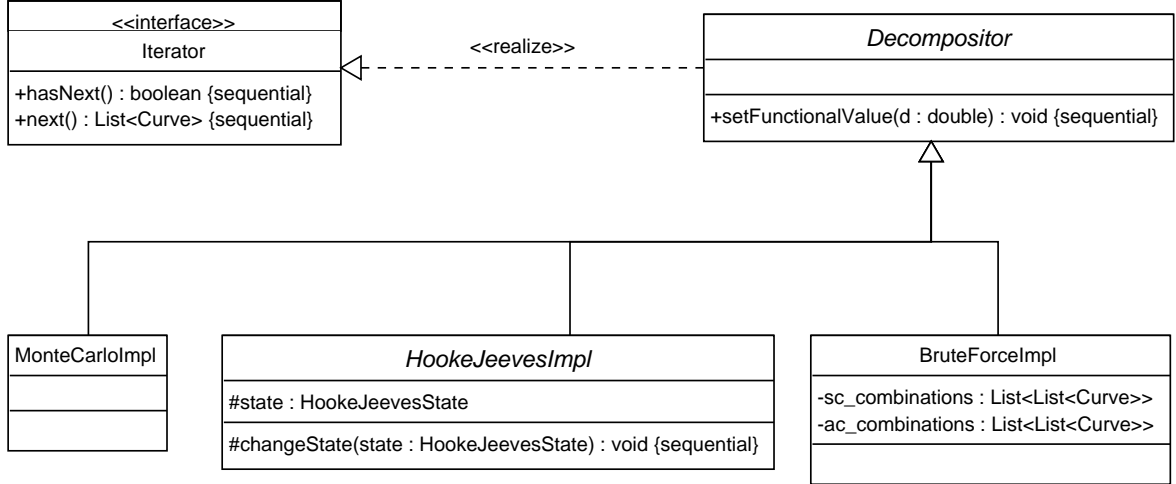 <<interface>>
Iterator
+hasNext() : boolean {sequential}
+next() : List<Curve> {sequential}
<<realize>>
Decompositor
+setFunctionalValue(d : double) : void {sequential}
MonteCarloImpl
HookeJeevesImpl
#state : HookeJeevesState
#changeState(state : HookeJeevesState) : void {sequential}
BruteForceImpl
-sc_combinations : List<List<Curve>>
-ac_combinations : List<List<Curve>>